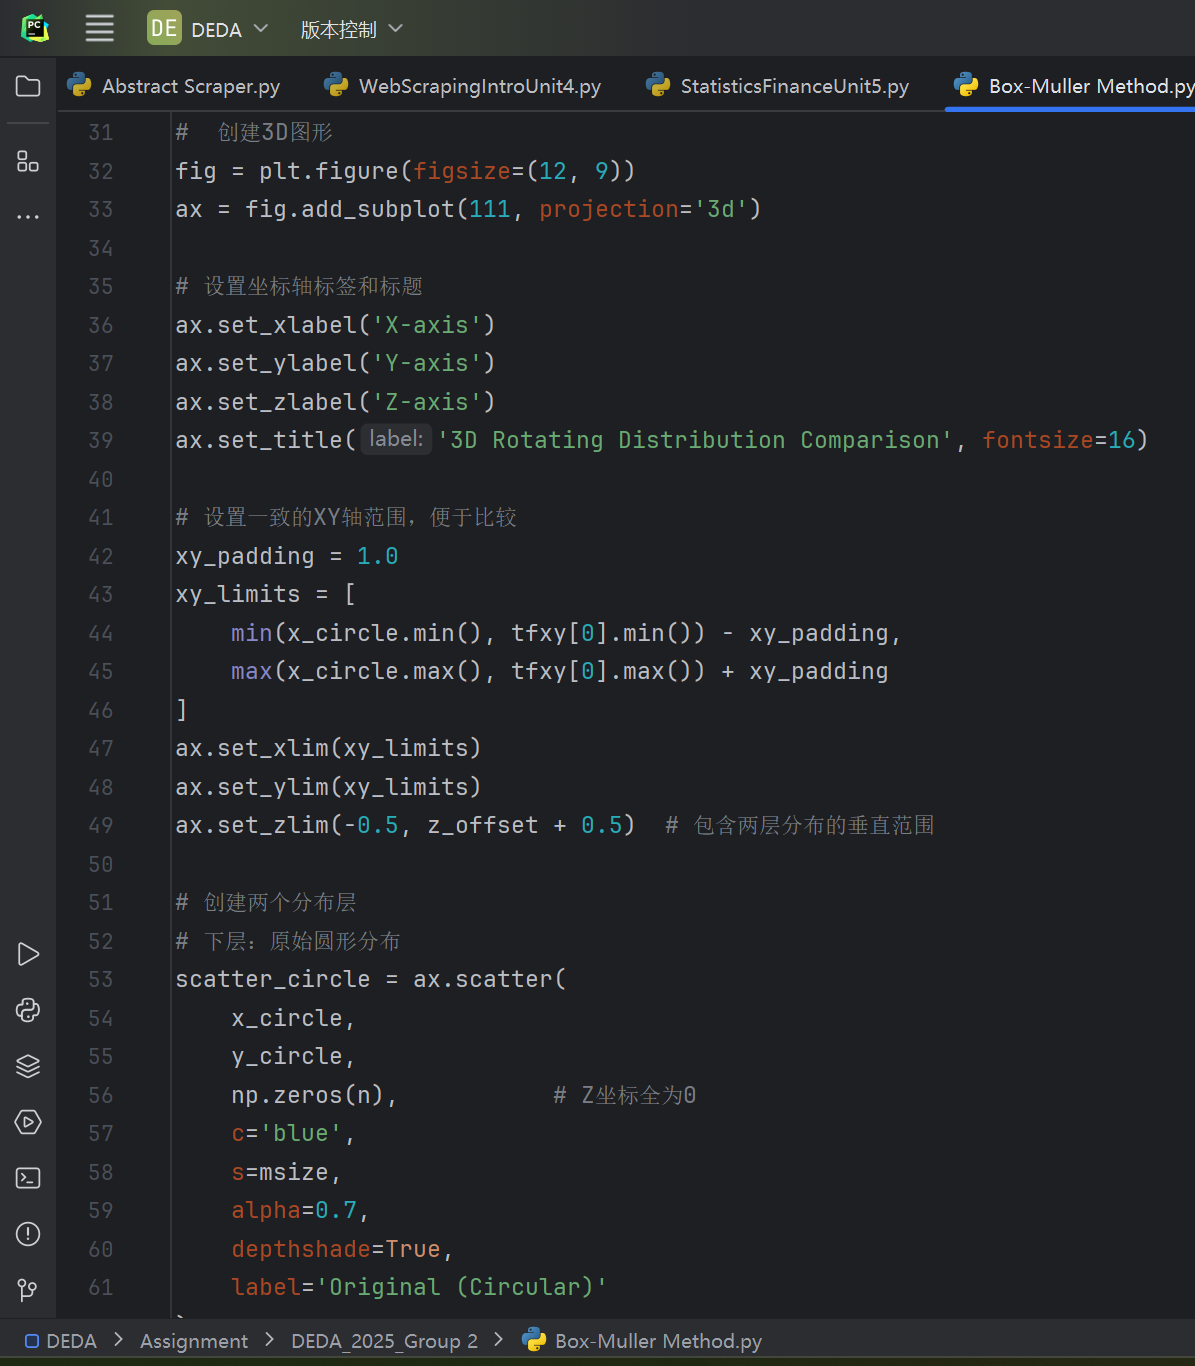 PC
DE DEDA 版本控制
Abstract Scraper.py WebScrapingIntroUnit4.py StatisticsFinanceUnit5.py Box-Muller Method.py
31 # 创建3D图形
32 fig = plt.figure(figsize=(12, 9))
33 ax = fig.add_subplot(111, projection='3d')
34
35 # 设置坐标轴标签和标题
36 ax.set_xlabel('X-axis')
37 ax.set_ylabel('Y-axis')
38 ax.set_zlabel('Z-axis')
39 ax.set_title( label: '3D Rotating Distribution Comparison', fontsize=16)
40
41 # 设置一致的XY轴范围，便于比较
42 xy_padding = 1.0
43 xy_limits = [
44     min(x_circle.min(), tfxy[0].min()) - xy_padding,
45     max(x_circle.max(), tfxy[0].max()) + xy_padding
46 ]
47 ax.set_xlim(xy_limits)
48 ax.set_ylim(xy_limits)
49 ax.set_zlim(-0.5, z_offset + 0.5)  # 包含两层分布的垂直范围
50
51 # 创建两个分布层
52 # 下层：原始圆形分布
53 scatter_circle = ax.scatter(
54     x_circle,
55     y_circle,
56     np.zeros(n),           # Z坐标全为0
57     c='blue',
58     s=msize,
59     alpha=0.7,
60     depthshade=True,
61     label='Original (Circular)'
DEDA > Assignment > DEDA_2025_Group 2 > Box-Muller Method.py